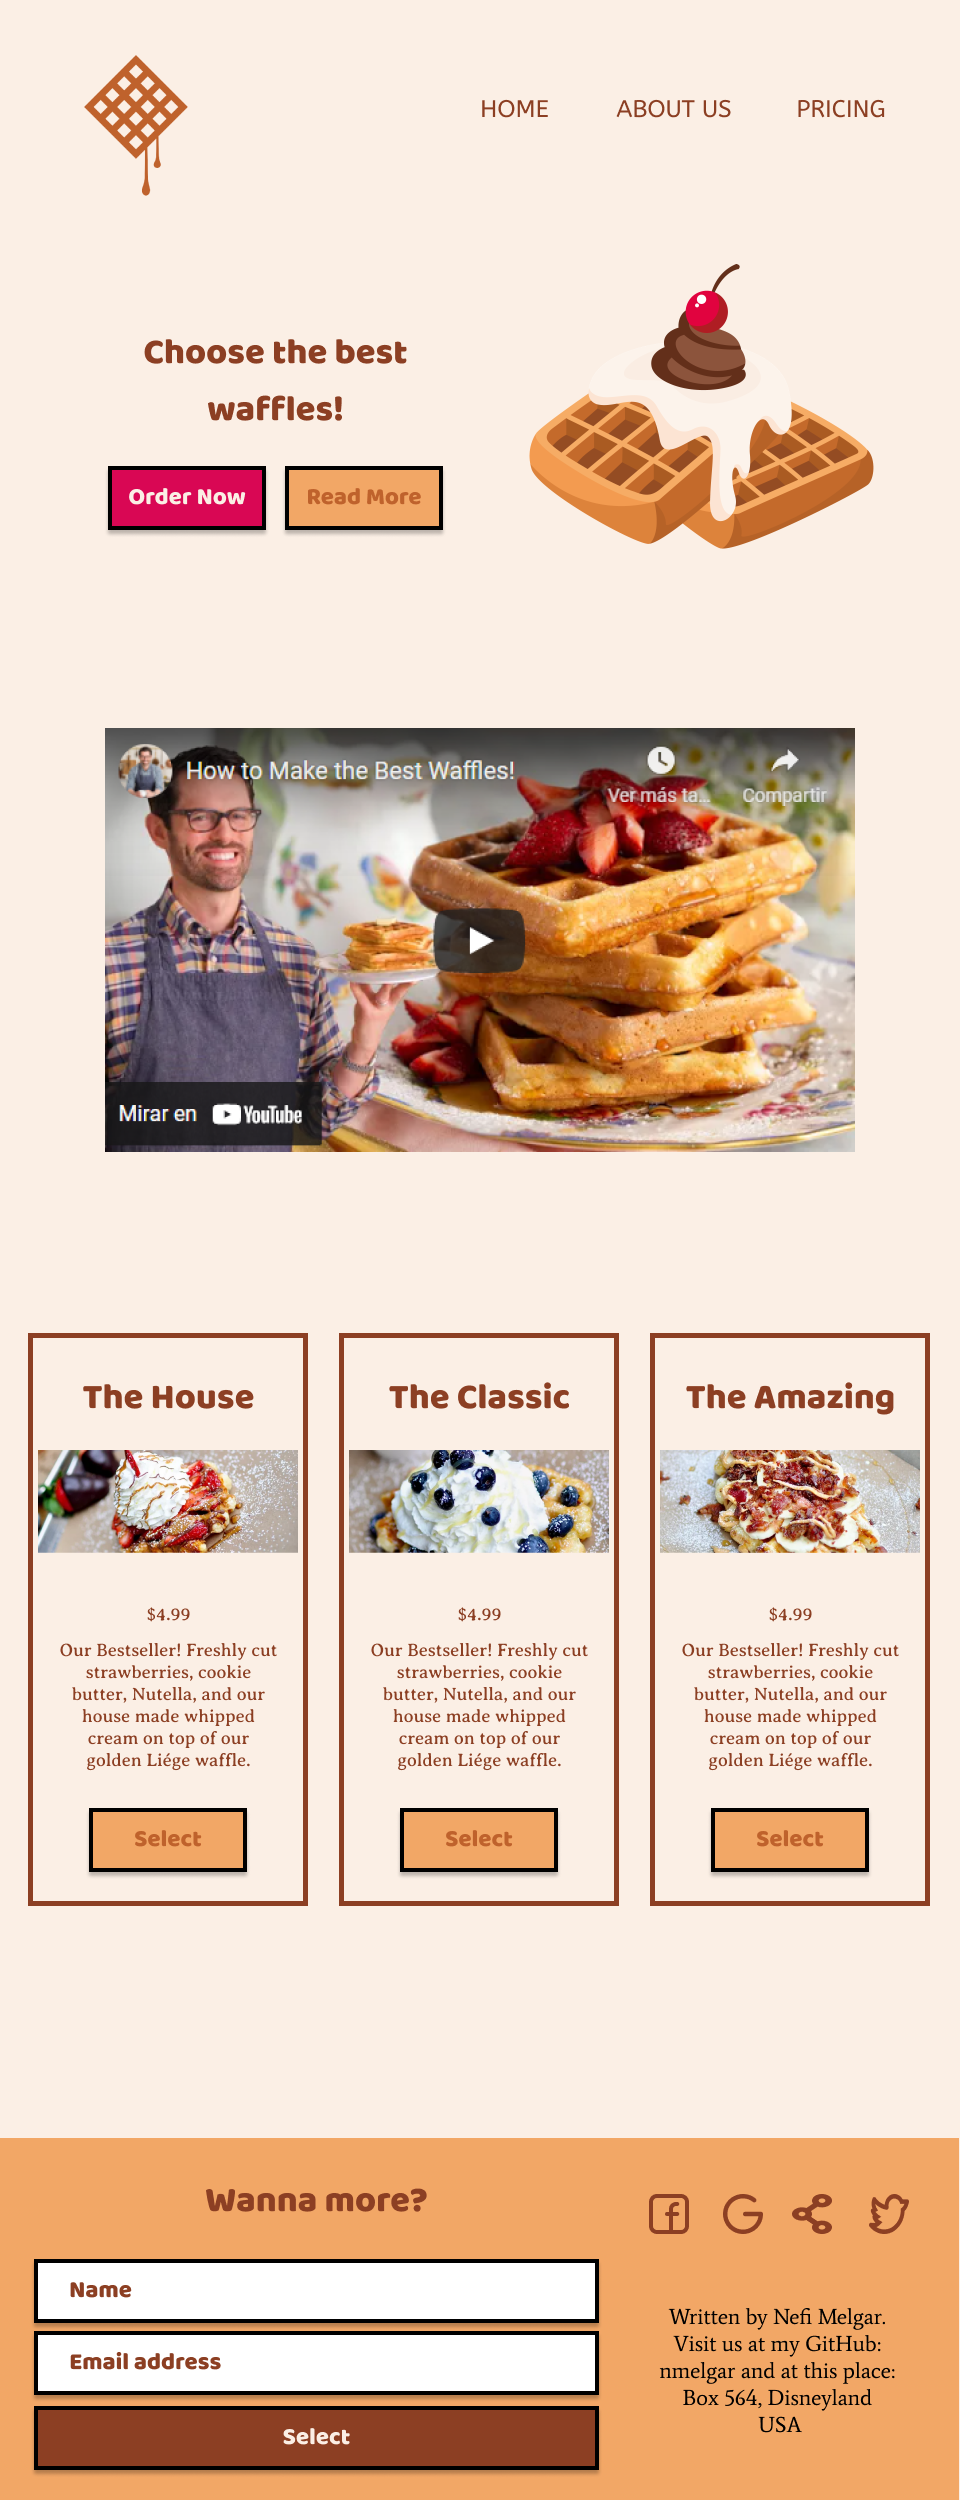 HOME ABOUT US PRICING
Choose the best
waffles!
Order Now Read More
How to Make the Best Waffles!
Ver más ta... Compartir
Mirar en YouTube
The House
$4.99
Our Bestseller! Freshly cut
strawberries, cookie
butter, Nutella, and our
house made whipped
cream on top of our
golden Liége waffle.
Select
The Classic
$4.99
Our Bestseller! Freshly cut
strawberries, cookie
butter, Nutella, and our
house made whipped
cream on top of our
golden Liége waffle.
Select
The Amazing
$4.99
Our Bestseller! Freshly cut
strawberries, cookie
butter, Nutella, and our
house made whipped
cream on top of our
golden Liége waffle.
Select
Wanna more?
Name
Email address
Select
Written by Nefi Melgar.
Visit us at my GitHub:
nmelgar and at this place:
Box 564, Disneyland
USA